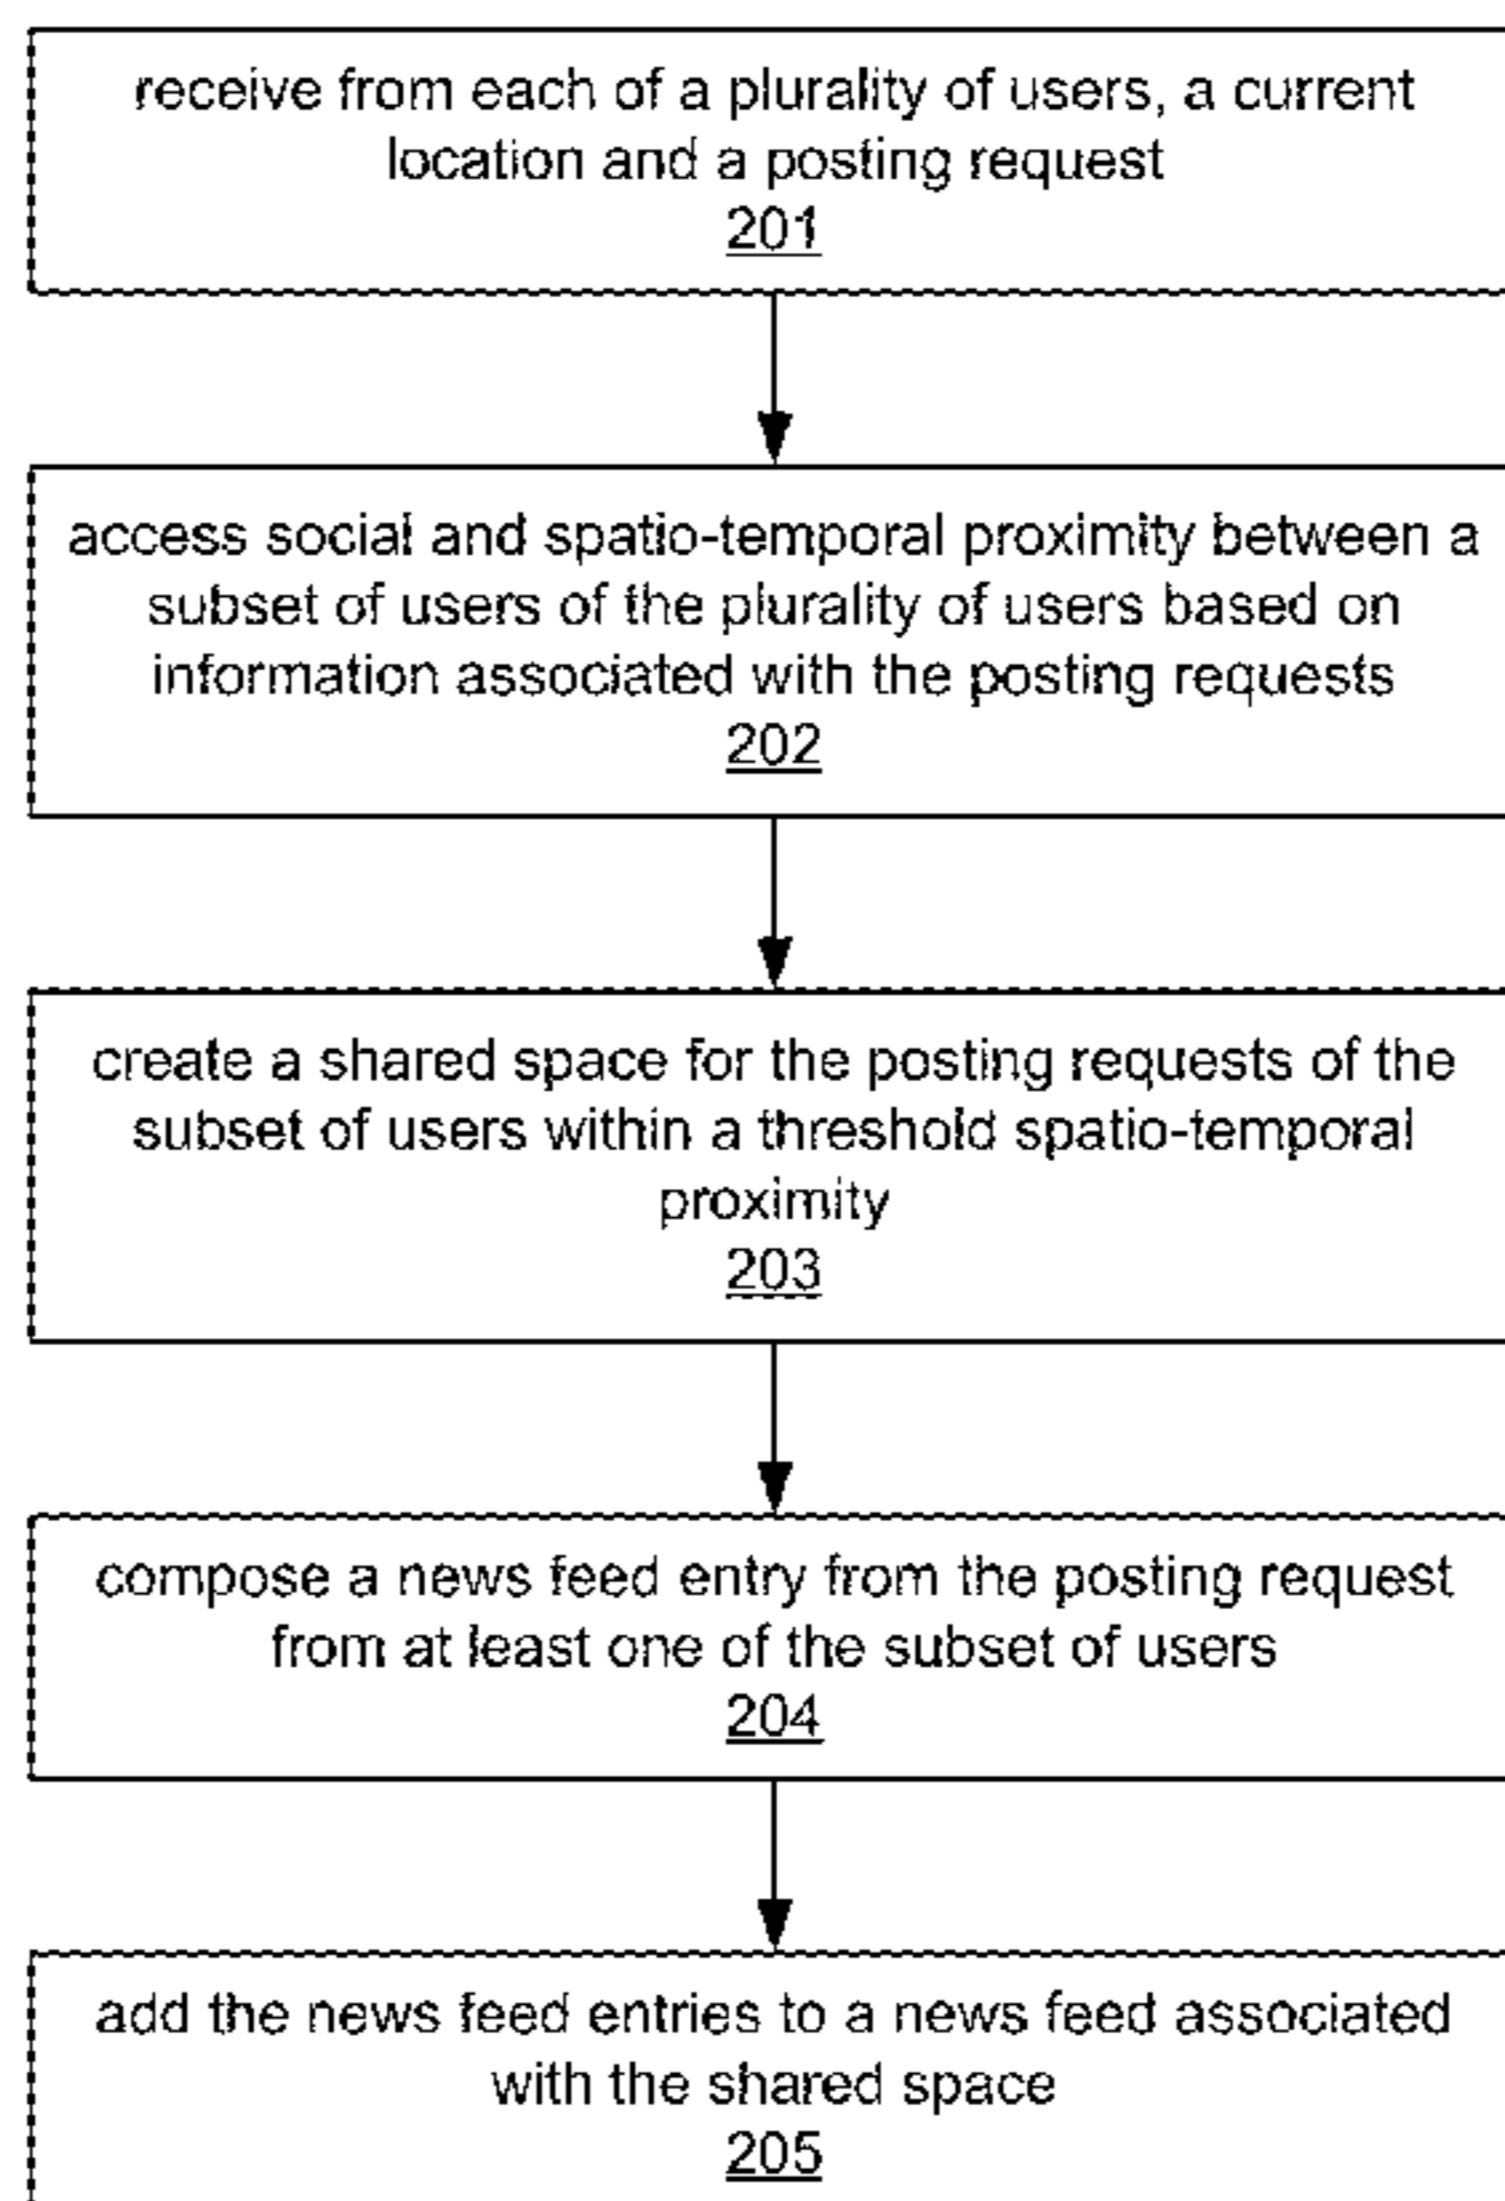 receive from each of a plurality of users, a current
location and a posting request
201
access social and spatio-temporal proximity between a
subset of users of the plurality of users based on
information associated with the posting requests
202
create a shared space for the posting requests of the
subset of users within a threshold spatio-temporal
proximity
203
compose a news feed entry from the posting request
from at least one of the subset of users
204
add the news feed entries to a news feed associated
with the shared space
205